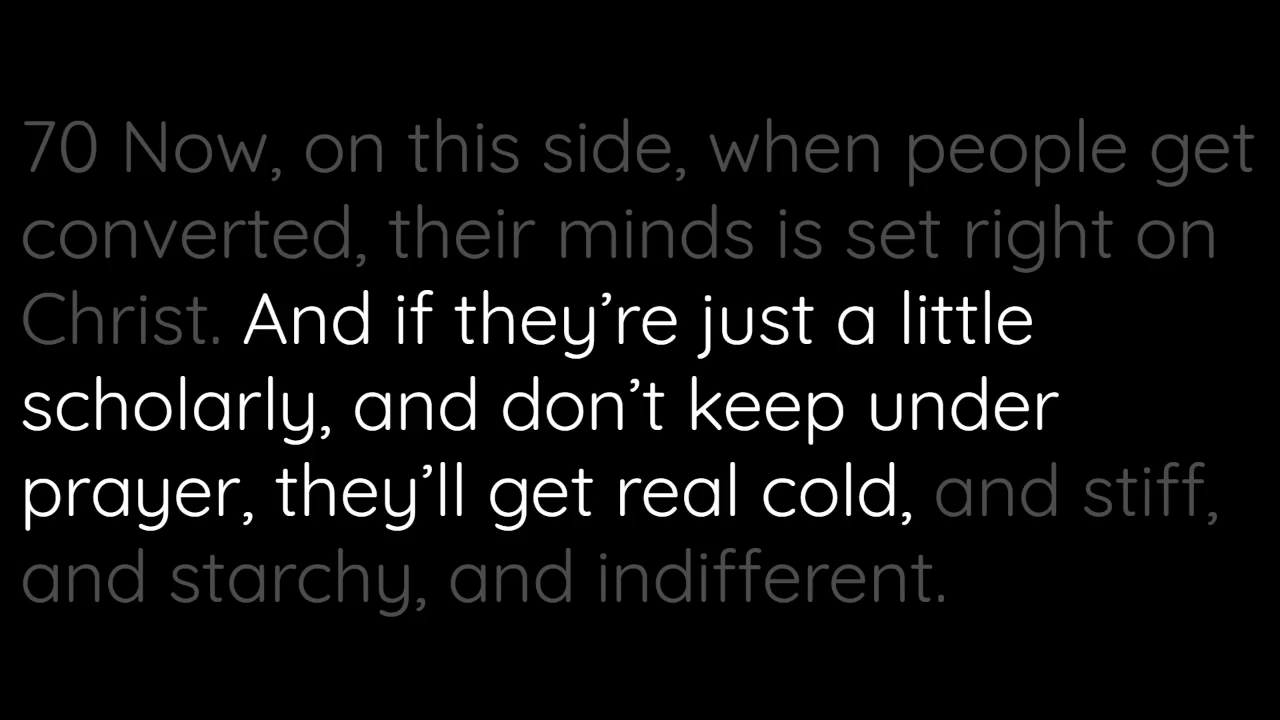 70 Now, on this side, when people get
converted, their minds is set right on
Christ. And if they’re just a little
scholarly, and don’t keep under
prayer, they’ll get real cold, and stiff,
and starchy, and indifferent.